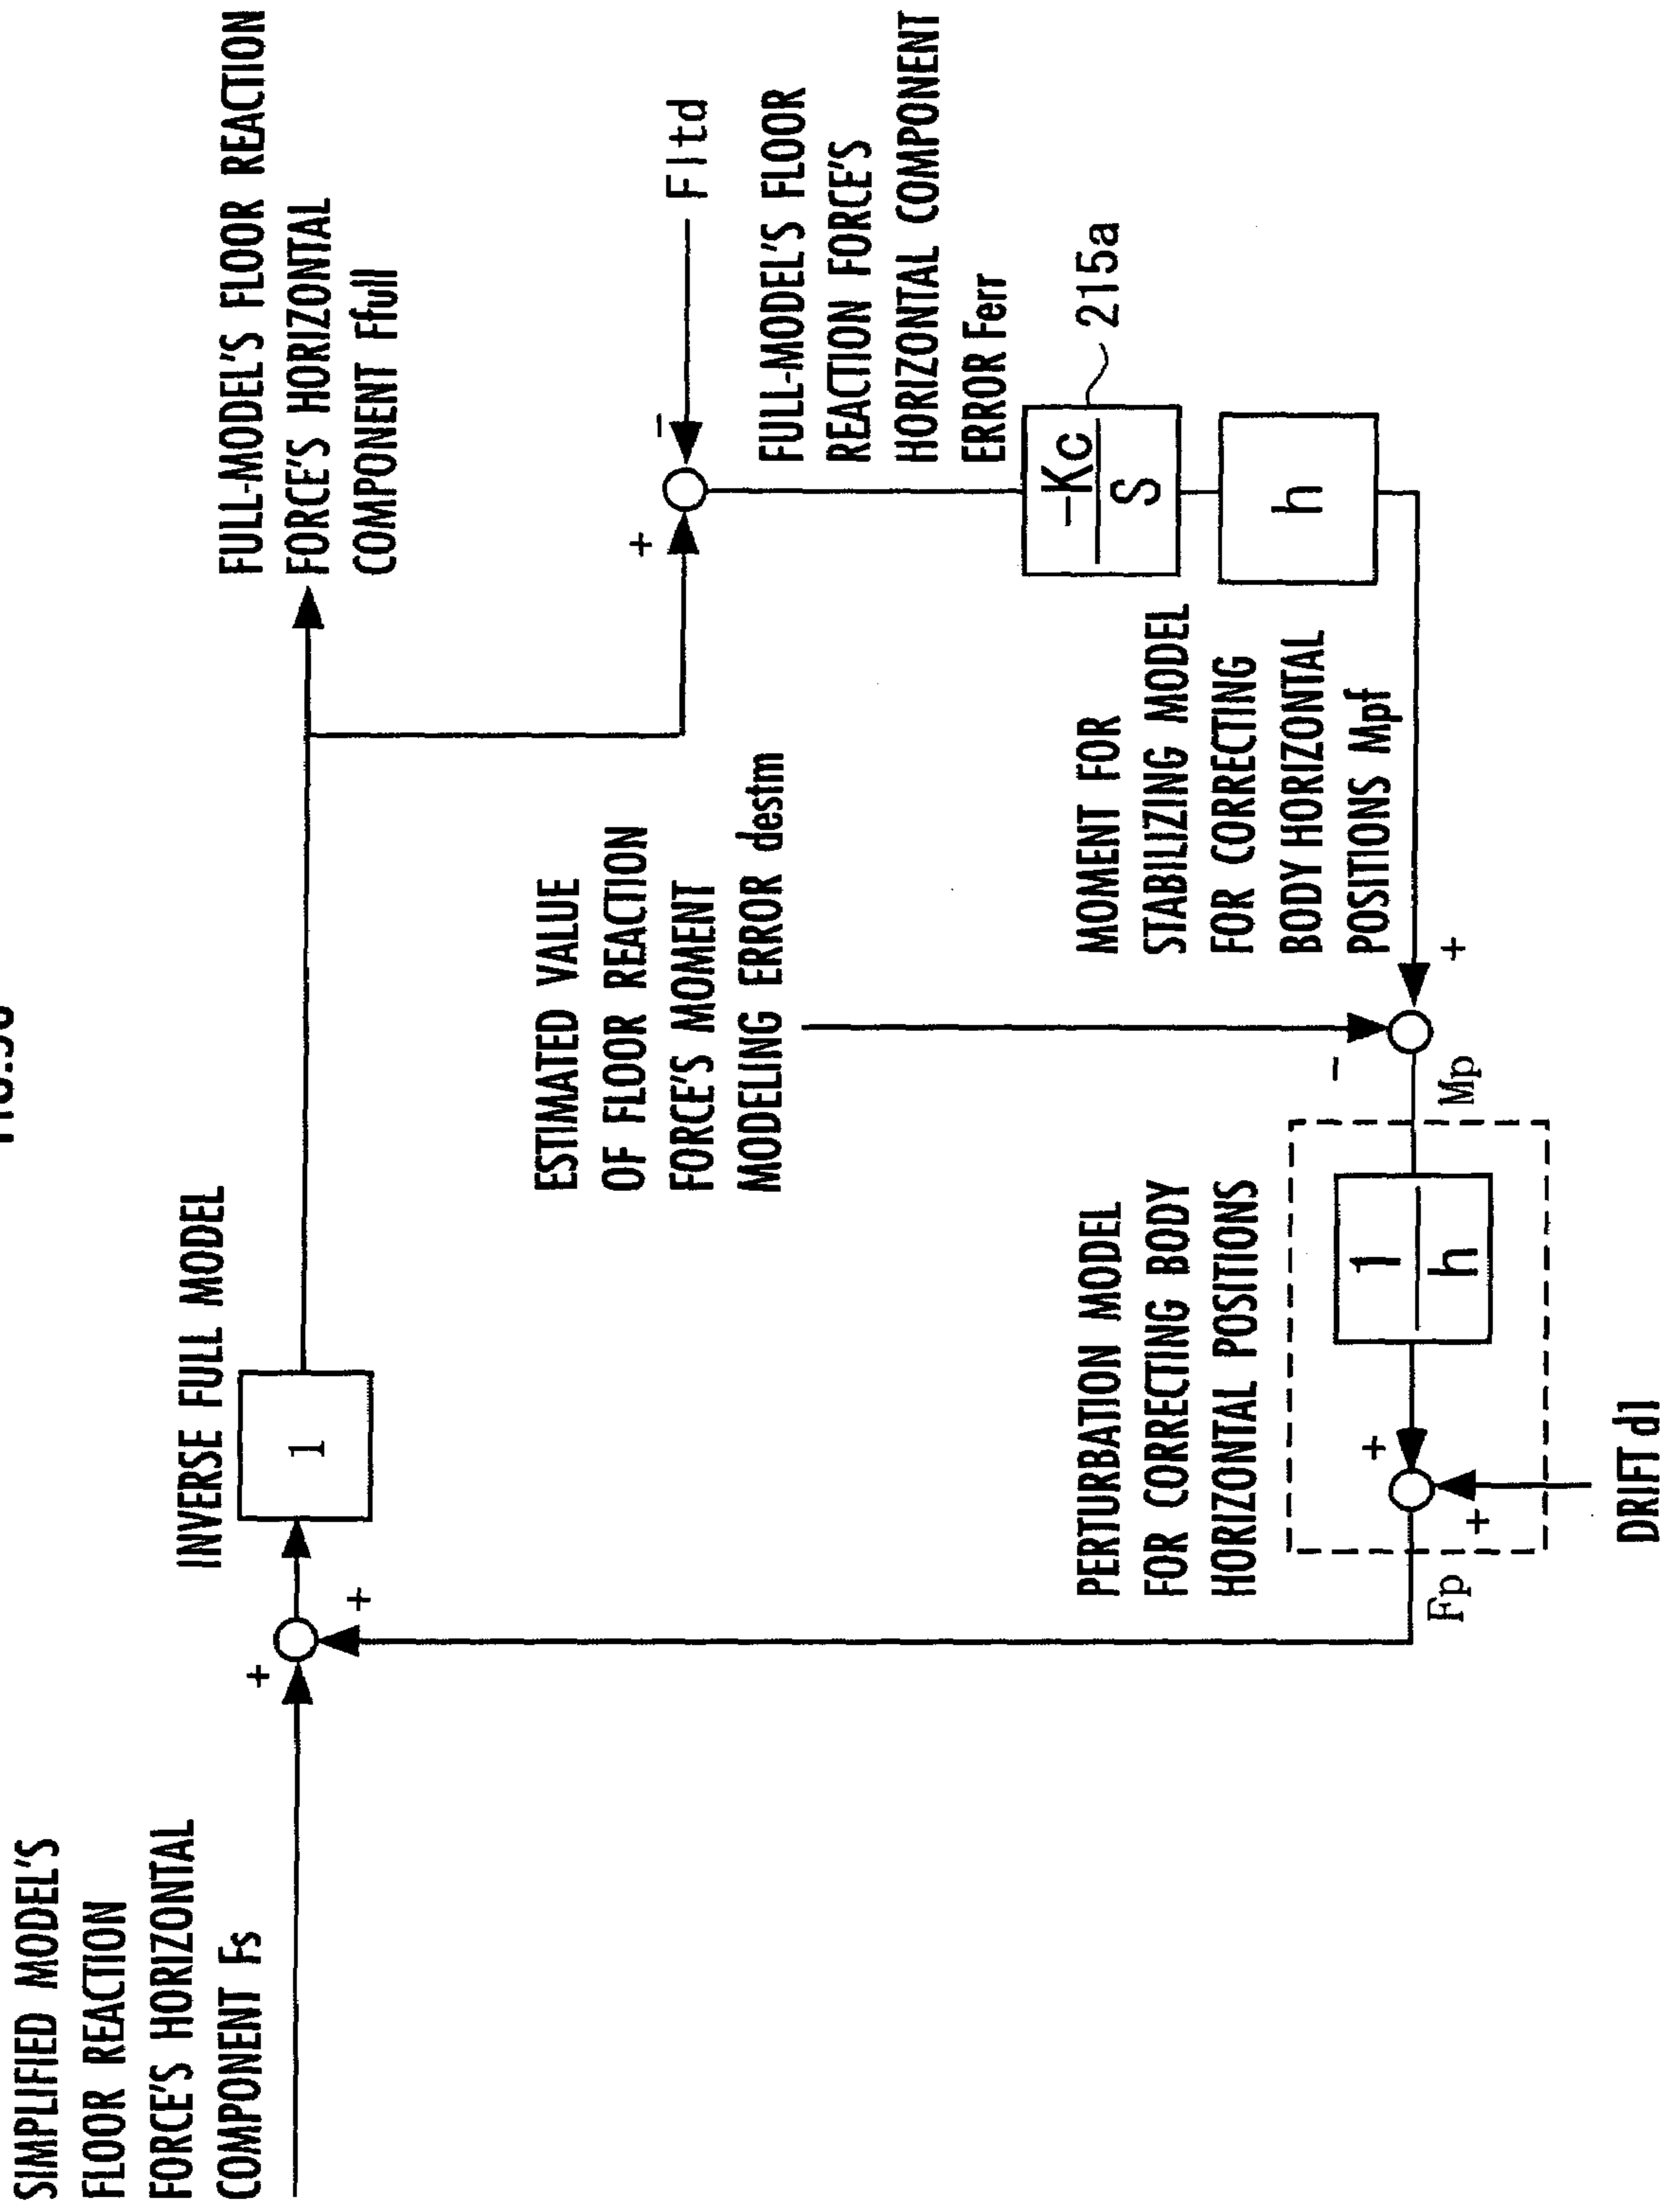 SIMPLIFIED MODEL'S
FLOOR REACTION
FORCE'S HORIZONTAL
COMPONENT Fs
+
+
INVERSE FULL MODEL
1
FULL-MODEL'S FLOOR REACTION
FORCE'S HORIZONTAL
COMPONENT Ffull
+
-
Fltd
FULL-MODEL'S FLOOR
REACTION FORCE'S
HORIZONTAL COMPONENT
ERROR Ferr
-Kc
S
215a
h
ESTIMATED VALUE
OF FLOOR REACTION
FORCE'S MOMENT
MODELING ERROR destm
MOMENT FOR
STABILIZING MODEL
FOR CORRECTING
BODY HORIZONTAL
POSITIONS Mpf
+
-
Mp
PERTURBATION MODEL
FOR CORRECTING BODY
HORIZONTAL POSITIONS
1
h
+
+
Fp
DRIFT d1